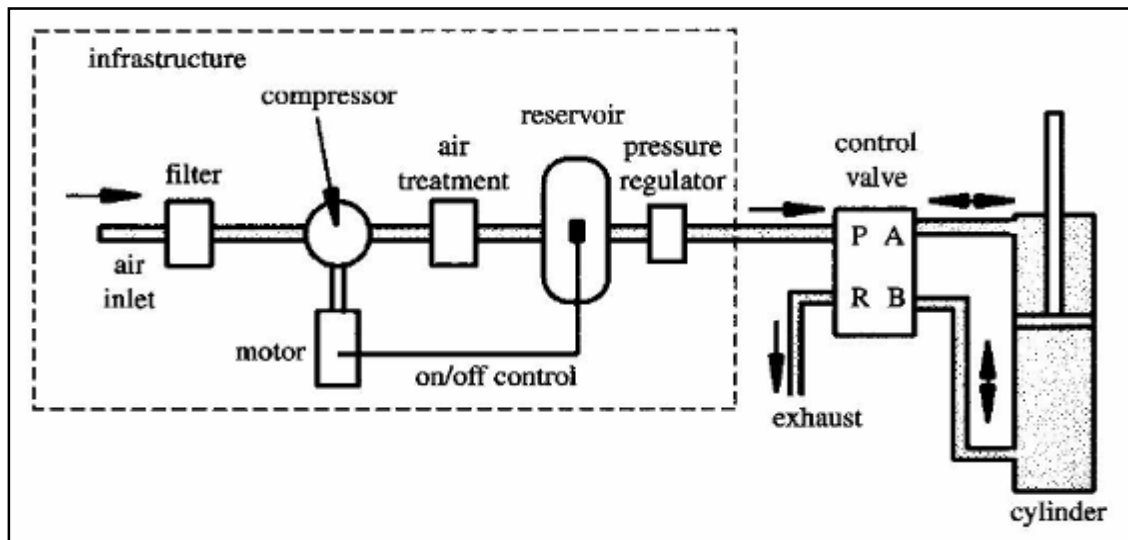 infrastructure
compressor
reservoir
air
treatment
pressure
regulator
control
valve
filter
P A
R B
air
inlet
motor
on/off control
exhaust
cylinder